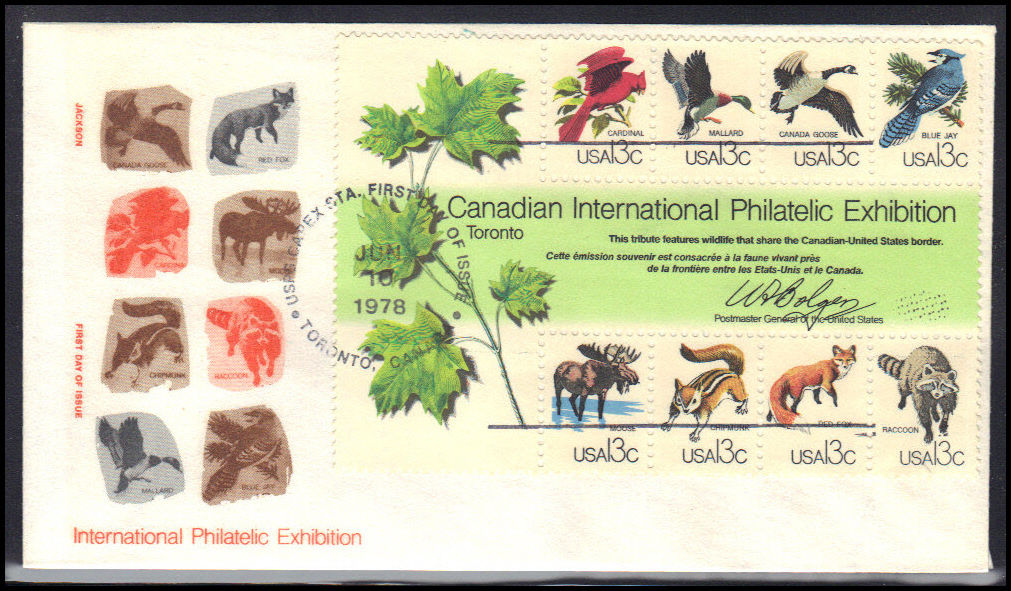 JACKSON
FIRST DAY OF ISSUE
CANADA GOOSE
RED FOX
CARDINAL
MOOSE
CHIPMUNK
RACCOON
MALLARD
BLUE JAY
International Philatelic Exhibition
USPS CAPEX STA. FIRST DAY OF ISSUE
JUN
10
1978
TORONTO, CANADA
CARDINAL
USA13c
MALLARD
USA13c
CANADA GOOSE
USA13c
BLUE JAY
USA13c
Canadian International Philatelic Exhibition
Toronto
This tribute features wildlife that share the Canadian-United States border.
Cette émission souvenir est consacrée à la faune vivant près
de la frontière entre les Etats-Unis et le Canada.
Postmaster General of the United States
MOOSE
USA13c
CHIPMUNK
USA13c
RED FOX
USA13c
RACCOON
USA13c